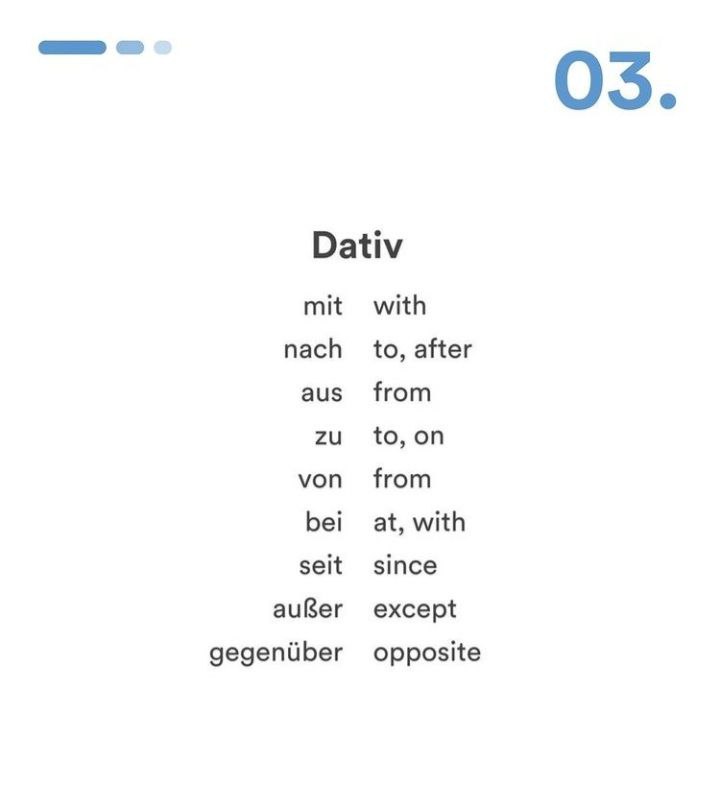 03.
Dativ
mit with
nach to, after
aus from
zu to, on
von from
bei at, with
seit since
außer except
gegenüber opposite